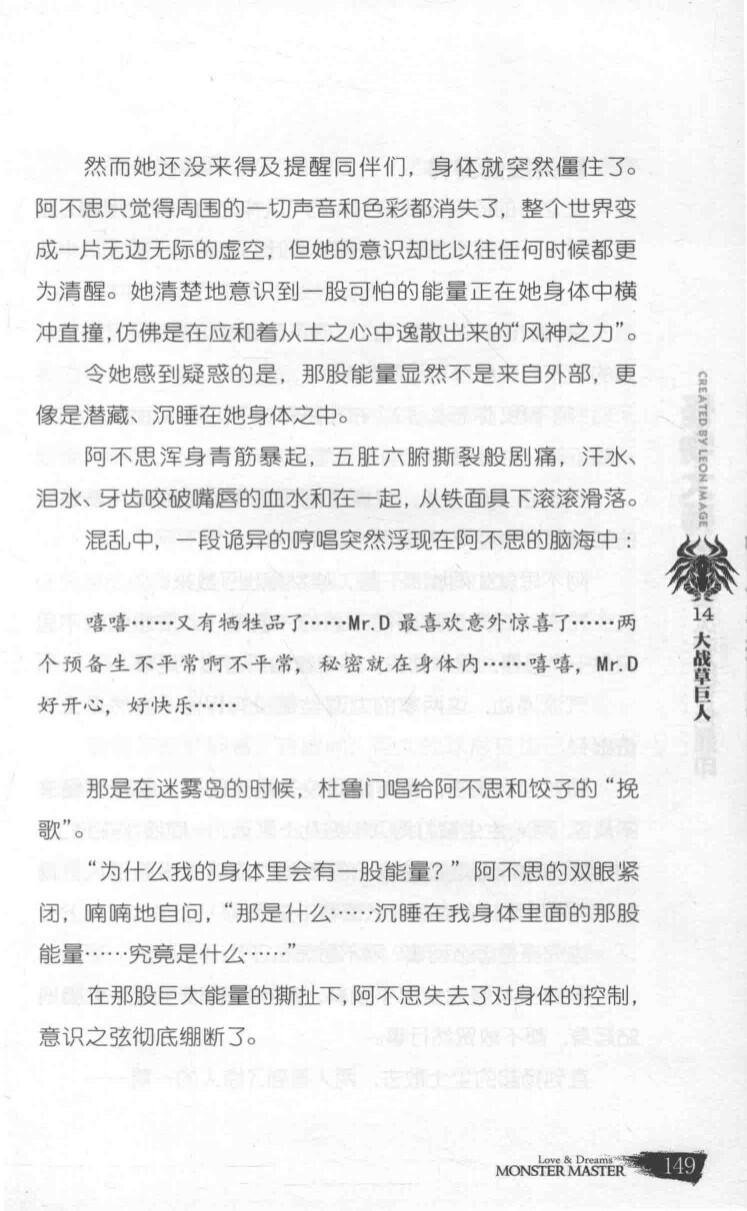 然而她还没来得及提醒同伴们，身体就突然僵住了。
阿不思只觉得周围的一切声音和色彩都消失了，整个世界变
成一片无边无际的虚空，但她的意识却比以往任何时候都更
为清醒。她清楚地意识到一股可怕的能量正在她身体中横
冲直撞，仿佛是在应和着从土之心中逸散出来的“风神之力”。
令她感到疑惑的是，那股能量显然不是来自外部，更
像是潜藏、沉睡在她身体之中。
阿不思浑身青筋暴起，五脏六腑撕裂般剧痛，汗水、
泪水、牙齿咬破嘴唇的血水和在一起，从铁面具下滚滚滑落。
混乱中，一段诡异的哼唱突然浮现在阿不思的脑海中：
嘻嘻……又有牺牲品了……Mr.D 最喜欢意外惊喜了……两
个预备生不平常啊不平常，秘密就在身体内……嘻嘻，Mr.D
好开心，好快乐……
那是在迷雾岛的时候，杜鲁门唱给阿不思和饺子的“挽
歌”。
“为什么我的身体里会有一股能量？”阿不思的双眼紧
闭，喃喃地自问，“那是什么……沉睡在我身体里面的那股
能量……究竟是什么……”
在那股巨大能量的撕扯下，阿不思失去了对身体的控制，
意识之弦彻底绷断了。
CREATED BY LEON IMAGE
14 大战草巨人
Love & Dreams
MONSTER MASTER
149